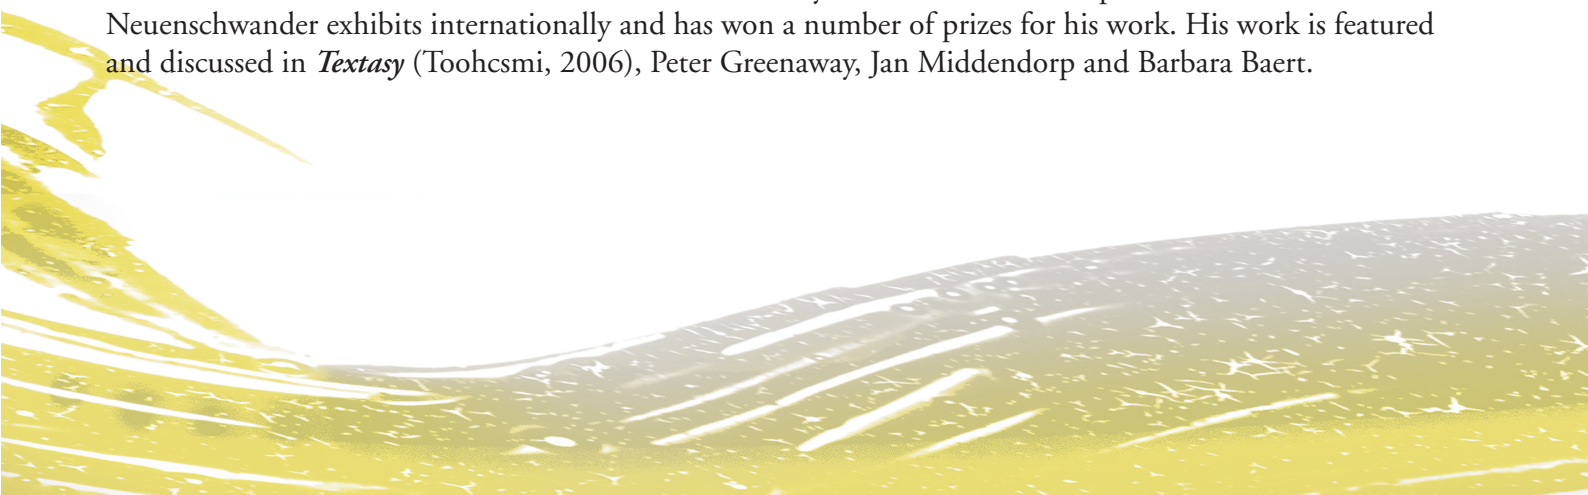 Neuenschwander exhibits internationally and has won a number of prizes for his work. His work is featured
and discussed in Textasy (Toohcsmi, 2006), Peter Greenaway, Jan Middendorp and Barbara Baert.